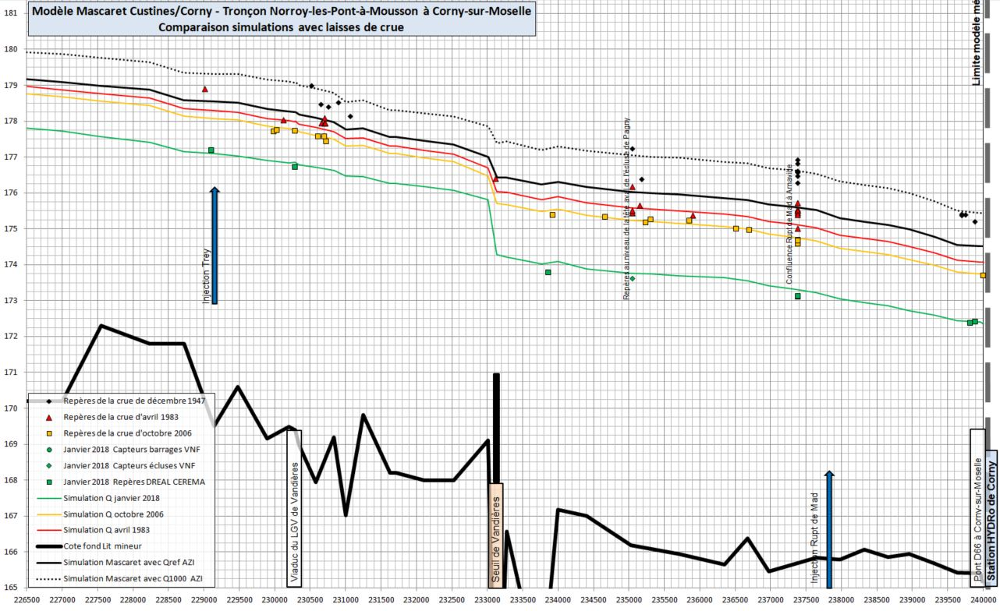 Modèle Mascaret Custines/Corny - Tronçon Norroy-les-Pont-à-Mousson à Corny-sur-Moselle
Comparaison simulations avec laisses de crue
181
180
179
178
177
176
175
174
173
172
171
170
169
168
167
166
165
Limite modèle mé
Injection Trey
Repères au niveau de la tête aval de l'écluse de Pagny
Confluence Rupt de Mad à Arnaville
Repères de la crue de décembre 1947
Repères de la crue d'avril 1983
Repères de la crue d'octobre 2006
Janvier 2018 Capteurs barrages VNF
Janvier 2018 Capteurs écluses VNF
Janvier 2018 Repères DREAL CEREMA
Simulation Q janvier 2018
Simulation Q octobre 2006
Simulation Q avril 1983
Cote fond Lit mineur
Simulation Mascaret avec Qref AZI
Simulation Mascaret avec Q1000 AZI
Viaduc du LGV de Vandières
Seuil de Vandières
Injection Rupt de Mad
Pont D66 à Corny-sur-Moselle
Station HYDRo de Corny
226500 227000 227500 228000 228500 229000 229500 230000 230500 231000 231500 232000 232500 233000 233500 234000 234500 235000 235500 236000 236500 237000 237500 238000 238500 239000 239500 240000